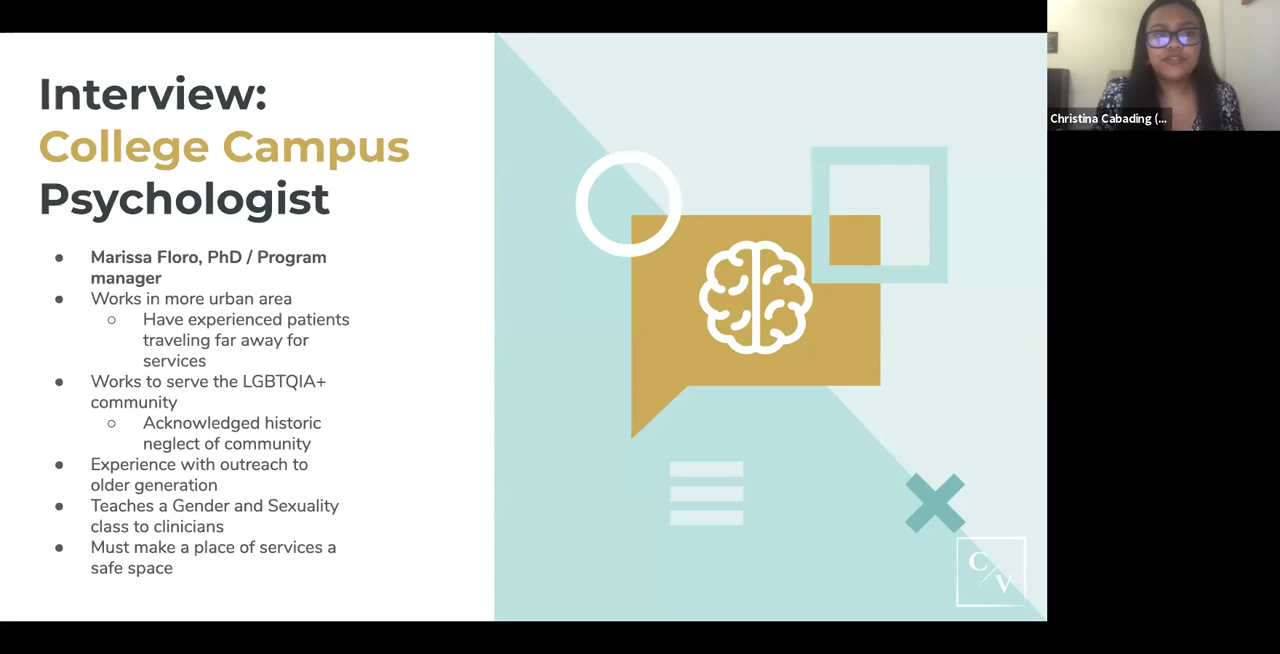 Interview:
College Campus
Psychologist
● Marissa Floro, PhD / Program
manager
● Works in more urban area
○ Have experienced patients
traveling far away for
services
● Works to serve the LGBTQIA+
community
○ Acknowledged historic
neglect of community
● Experience with outreach to
older generation
● Teaches a Gender and Sexuality
class to clinicians
● Must make a place of services a
safe space
C/V
Christina Cabading (...